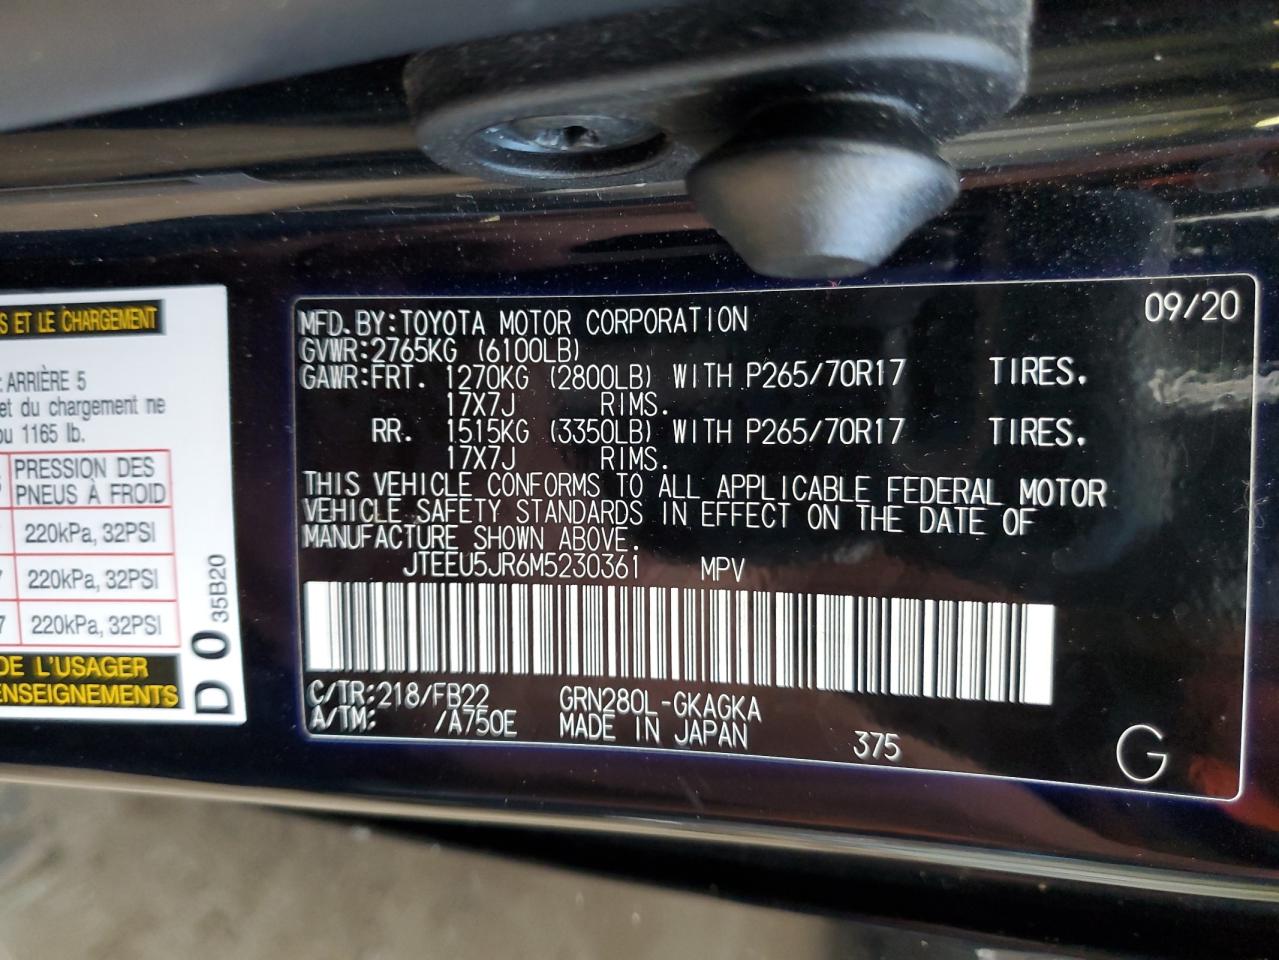 S ET LE CHARGEMENT
: ARRIÈRE 5
et du chargement ne
ou 1165 lb.
PRESSION DES
PNEUS À FROID
220kPa, 32PSI
7 220kPa, 32PSI
7 220kPa, 32PSI
DE L'USAGER
ENSEIGNEMENTS
D 0 35B20
09/20
MFD.BY:TOYOTA MOTOR CORPORATION
GVWR:2765KG (6100LB)
GAWR:FRT. 1270KG (2800LB) WITH P265/70R17 TIRES.
17X7J RIMS.
RR. 1515KG (3350LB) WITH P265/70R17 TIRES.
17X7J RIMS.
THIS VEHICLE CONFORMS TO ALL APPLICABLE FEDERAL MOTOR
VEHICLE SAFETY STANDARDS IN EFFECT ON THE DATE OF
MANUFACTURE SHOWN ABOVE.
JTEEU5JR6M5230361 MPV
C/TR:218/FB22 GRN280L-GKAGKA
A/TM: /A750E MADE IN JAPAN 375
G